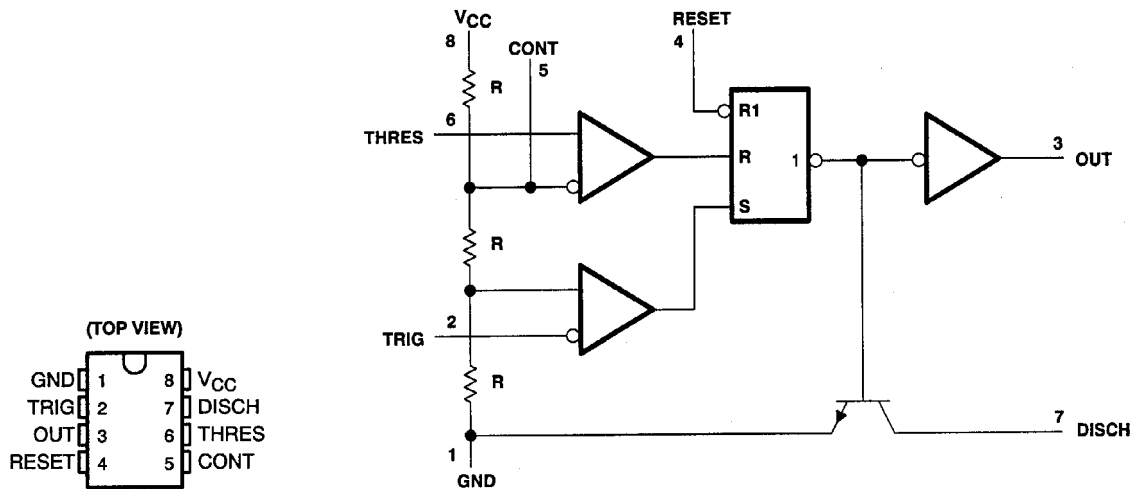 VCC
8
RESET
4
CONT
5
R
6
THRES
R1
R
1
S
3
OUT
R
2
TRIG
R
7
DISCH
1
GND
(TOP VIEW)
GND 1 8 VCC
TRIG 2 7 DISCH
OUT 3 6 THRES
RESET 4 5 CONT